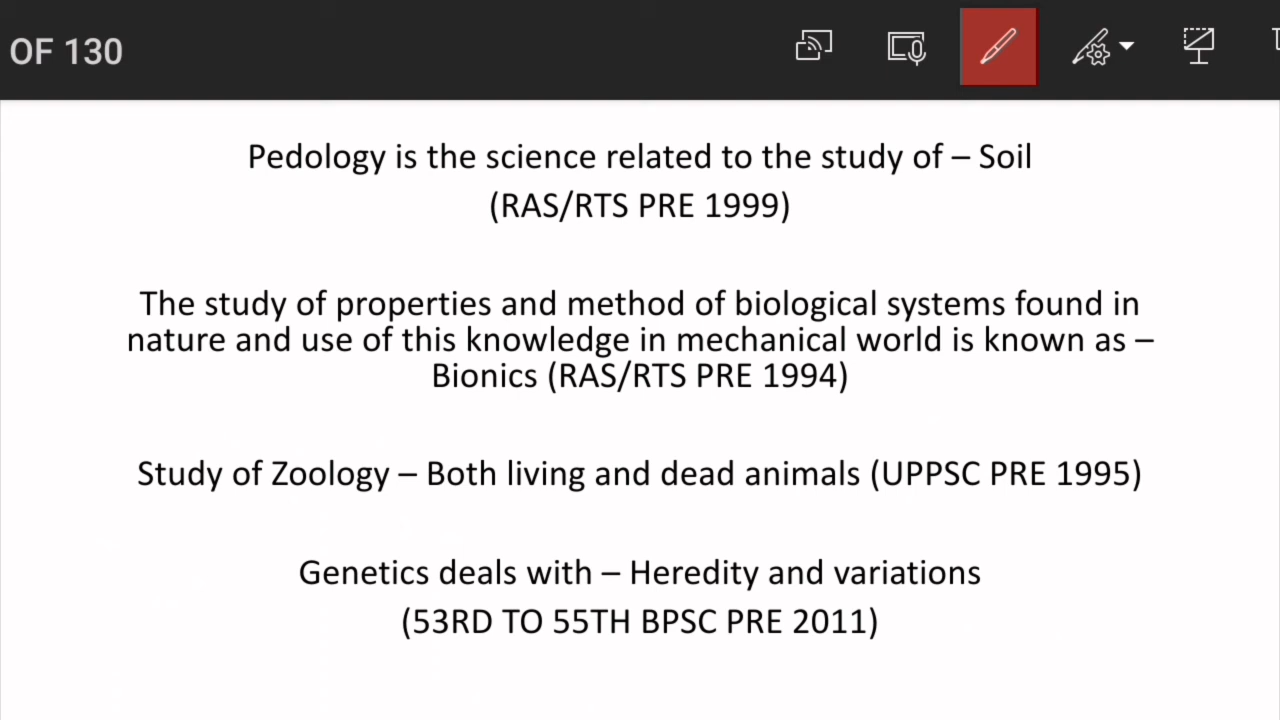 OF 130
Pedology is the science related to the study of – Soil
(RAS/RTS PRE 1999)
The study of properties and method of biological systems found in
nature and use of this knowledge in mechanical world is known as –
Bionics (RAS/RTS PRE 1994)
Study of Zoology – Both living and dead animals (UPPSC PRE 1995)
Genetics deals with – Heredity and variations
(53RD TO 55TH BPSC PRE 2011)